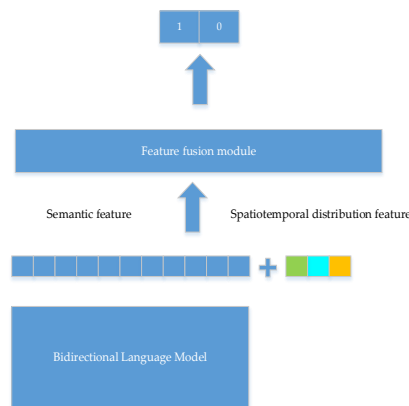 1 0
Feature fusion module
Semantic feature Spatiotemporal distribution feature
Bidirectional Language Model